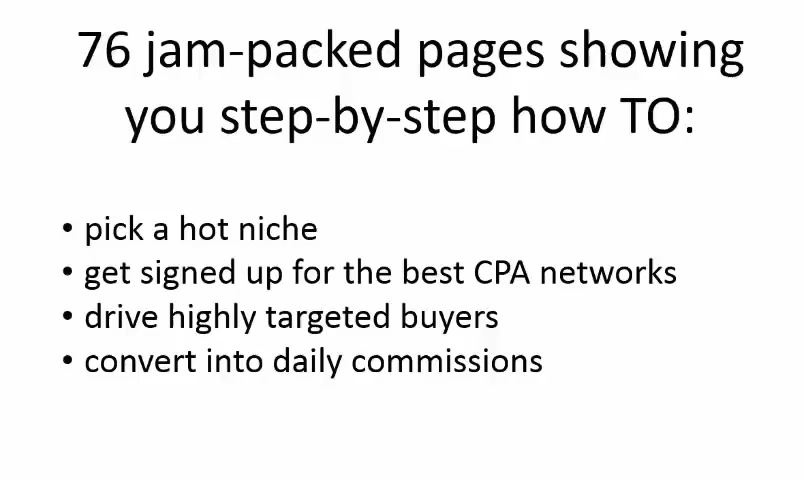 76 jam-packed pages showing
you step-by-step how TO:
• pick a hot niche
• get signed up for the best CPA networks
• drive highly targeted buyers
• convert into daily commissions